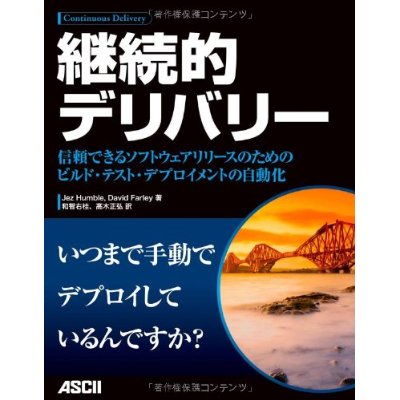 「著作権保護コンテンツ」
Continuous Delivery
継続的
デリバリー
信頼できるソフトウェアリリースのための
ビルド・テスト・デプロイメントの自動化
Jez Humble, David Farley 著
和智右桂、髙木正弘 訳
いつまで手動で
デプロイして
いるんですか?
ASCII
「著作権保護コンテンツ」